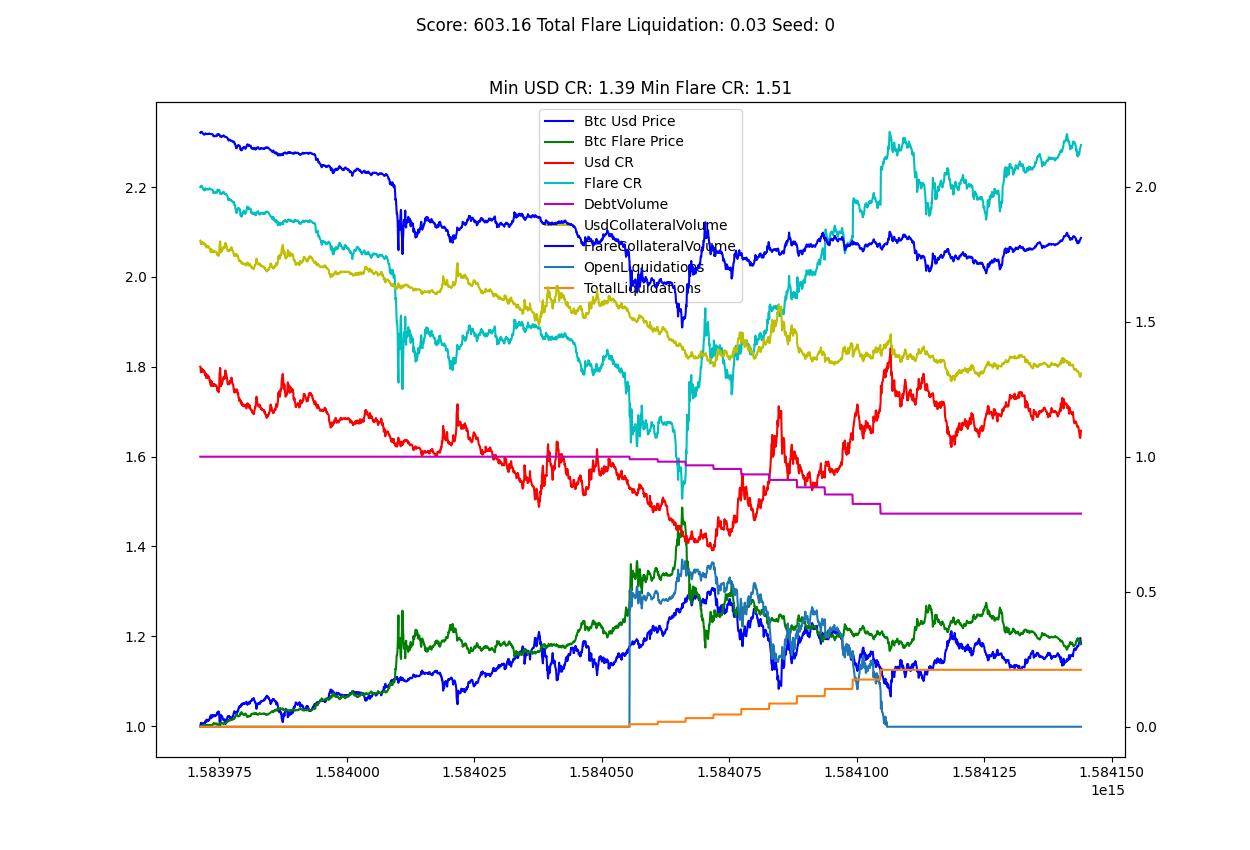 Score: 603.16 Total Flare Liquidation: 0.03 Seed: 0
Min USD CR: 1.39 Min Flare CR: 1.51
Btc Usd Price
Btc Flare Price
Usd CR
Flare CR
DebtVolume
UsdCollateralVolume
FlareCollateralVolume
OpenLiquidations
TotalLiquidations
2.2
2.0
1.8
1.6
1.4
1.2
1.0
2.0
1.5
1.0
0.5
0.0
1.583975 1.584000 1.584025 1.584050 1.584075 1.584100 1.584125 1.584150
1e15